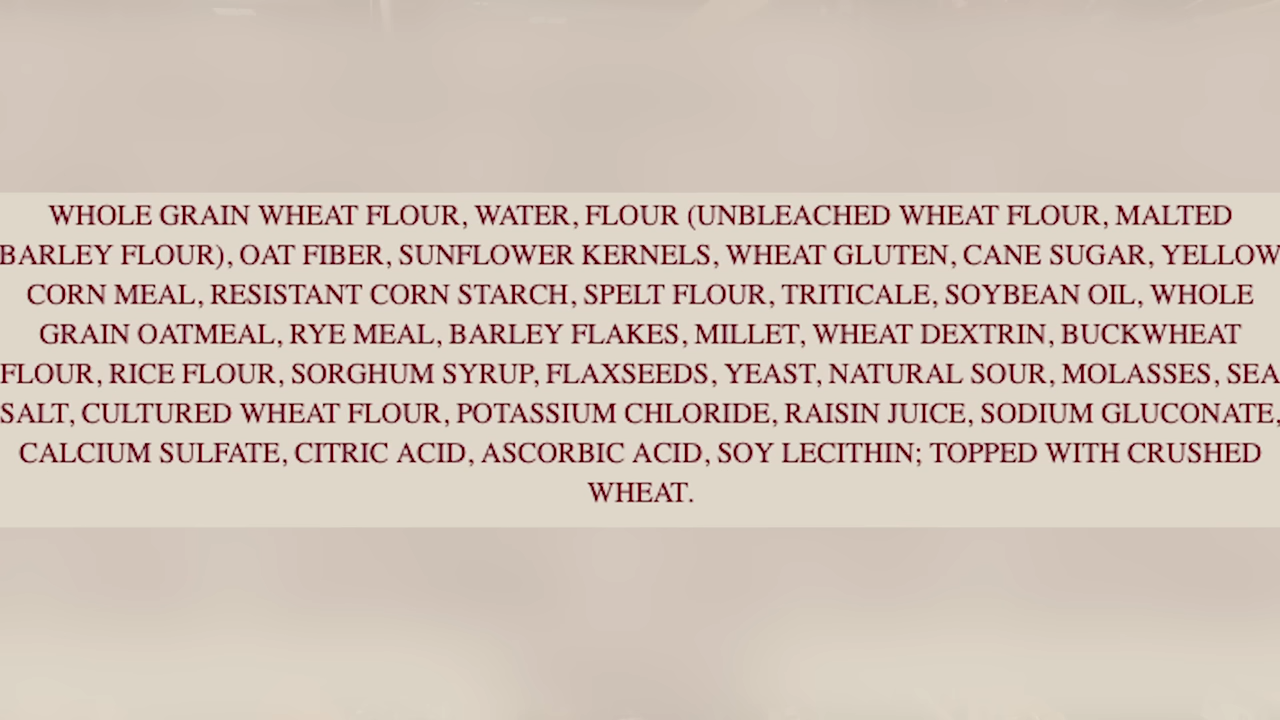 WHOLE GRAIN WHEAT FLOUR, WATER, FLOUR (UNBLEACHED WHEAT FLOUR, MALTED
BARLEY FLOUR), OAT FIBER, SUNFLOWER KERNELS, WHEAT GLUTEN, CANE SUGAR, YELLOW
CORN MEAL, RESISTANT CORN STARCH, SPELT FLOUR, TRITICALE, SOYBEAN OIL, WHOLE
GRAIN OATMEAL, RYE MEAL, BARLEY FLAKES, MILLET, WHEAT DEXTRIN, BUCKWHEAT
FLOUR, RICE FLOUR, SORGHUM SYRUP, FLAXSEEDS, YEAST, NATURAL SOUR, MOLASSES, SEA
SALT, CULTURED WHEAT FLOUR, POTASSIUM CHLORIDE, RAISIN JUICE, SODIUM GLUCONATE,
CALCIUM SULFATE, CITRIC ACID, ASCORBIC ACID, SOY LECITHIN; TOPPED WITH CRUSHED
WHEAT.